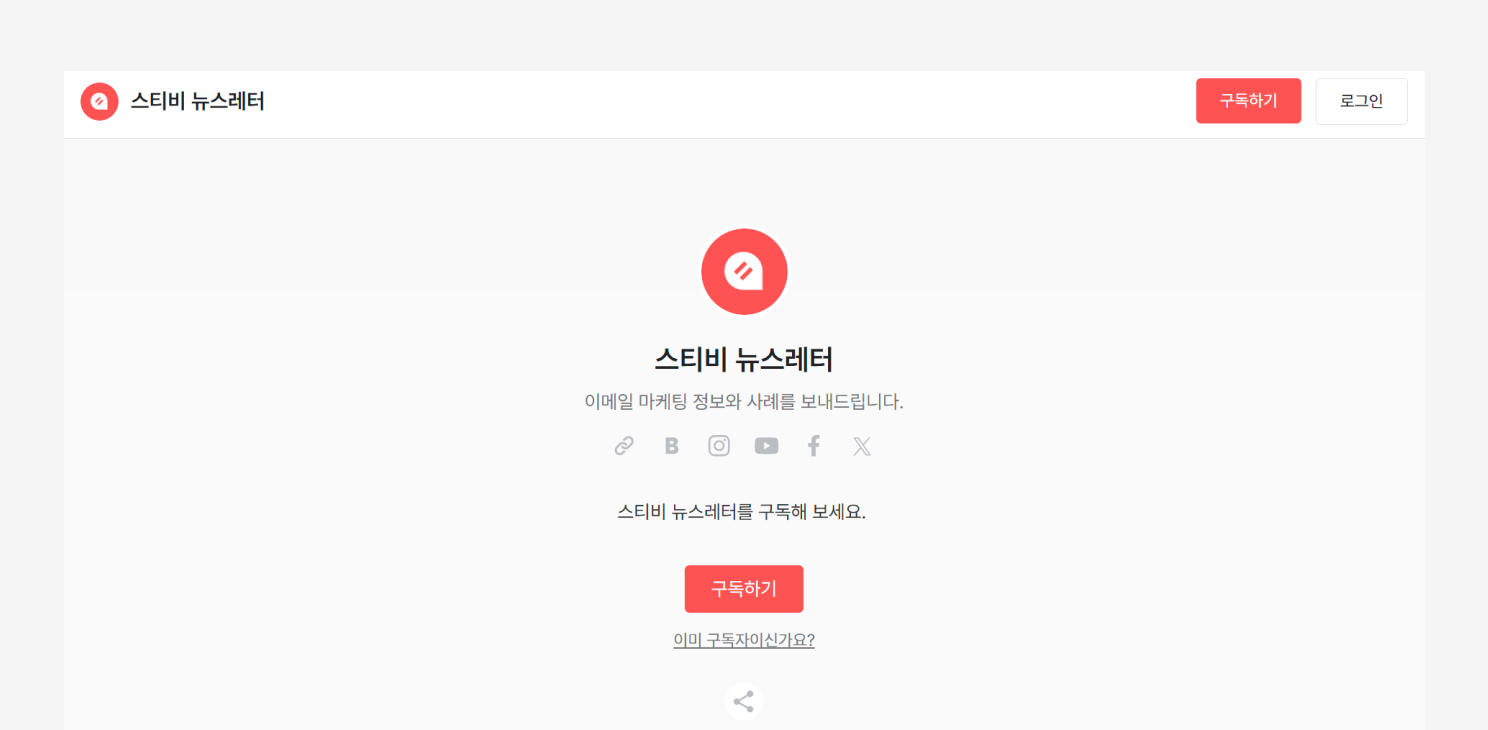 스티비 뉴스레터
구독하기
로그인
스티비 뉴스레터
이메일 마케팅 정보와 사례를 보내드립니다.
스티비 뉴스레터를 구독해 보세요.
구독하기
이미 구독자이신가요?